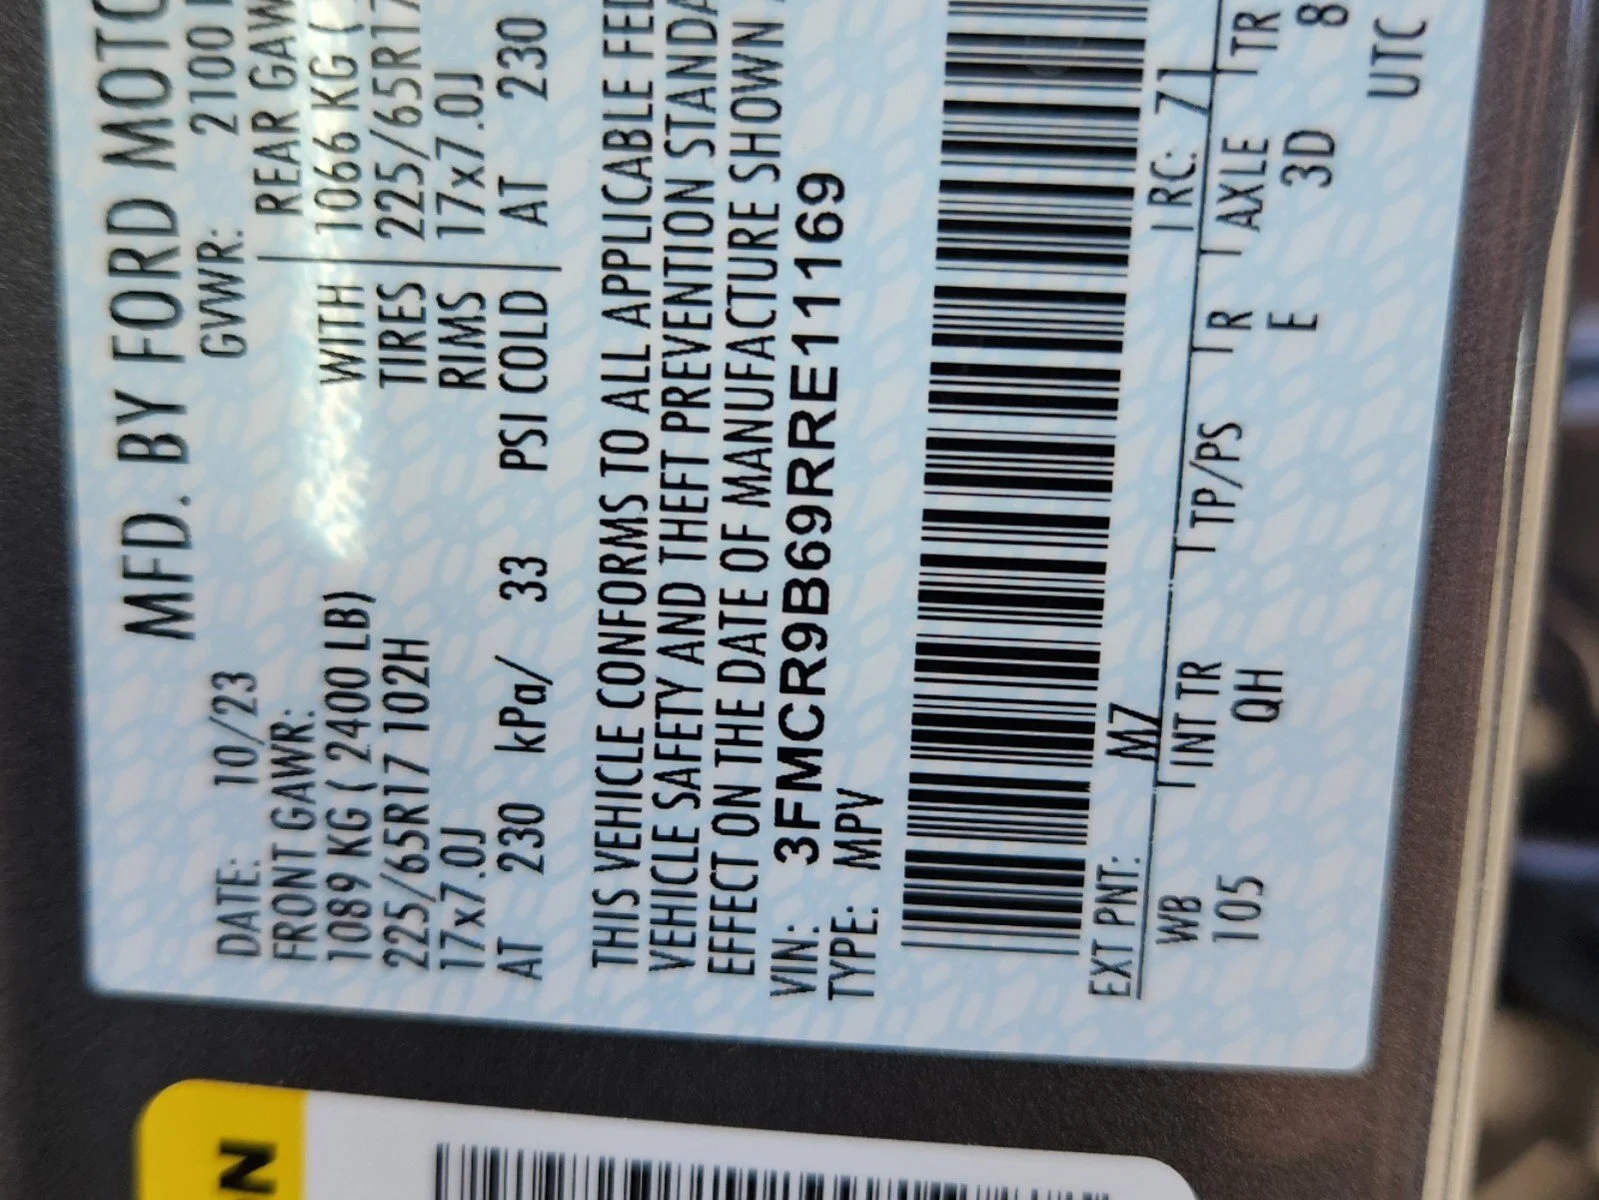 MFD. BY FORD MOTO
DATE: 10/23 GVWR: 2100
FRONT GAWR: REAR GAW
1089 KG ( 2400 LB) WITH 1066 KG (
225/65R17 102H TIRES 225/65R17
17x7.0J RIMS 17x7.0J
AT 230 kPa/ 33 PSI COLD AT 230
THIS VEHICLE CONFORMS TO ALL APPLICABLE FED
VEHICLE SAFETY AND THEFT PREVENTION STANDA
EFFECT ON THE DATE OF MANUFACTURE SHOWN
VIN: 3FMCR9B69RRE11169
TYPE: MPV
EXT PNT: MZ RC: 71
WB INT TR TP/PS R AXLE TR
105 QH E 3D 8
UTC
N